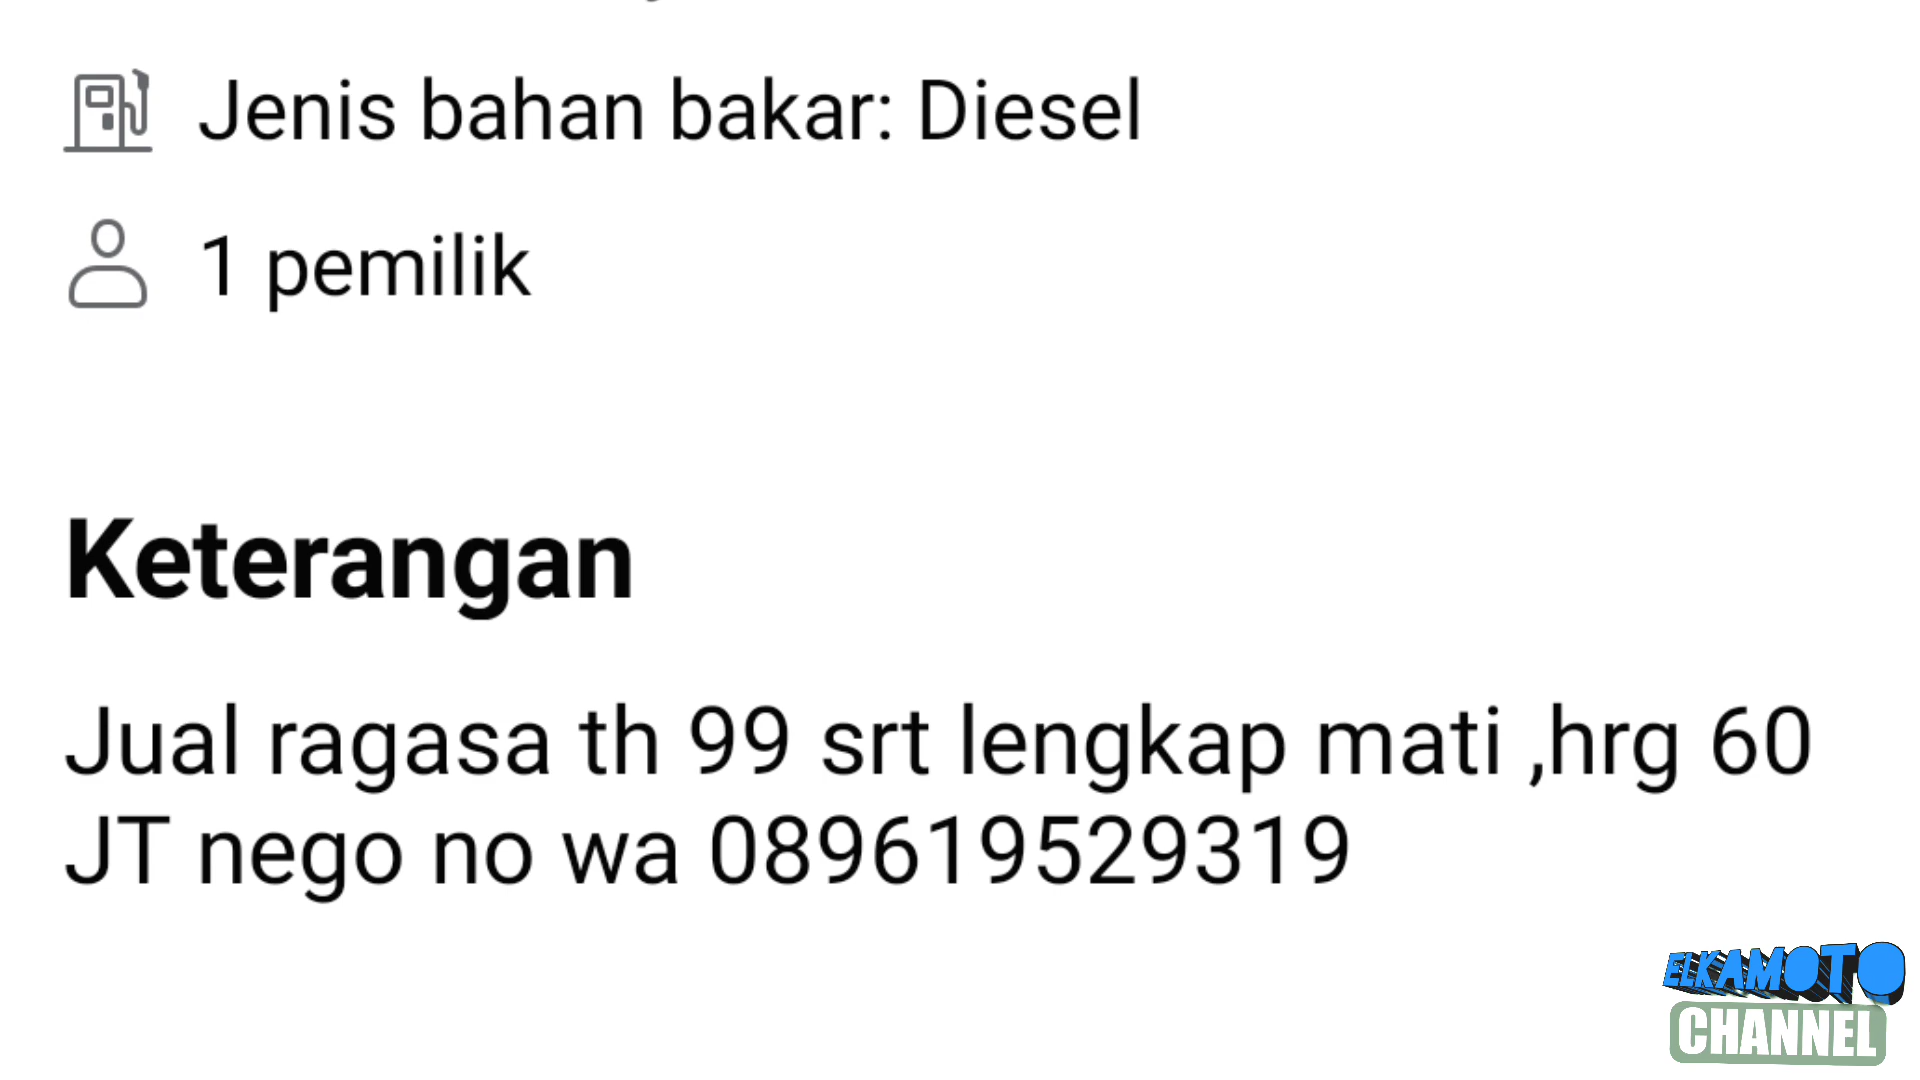 Jenis bahan bakar: Diesel
1 pemilik
Keterangan
Jual ragasa th 99 srt lengkap mati ,hrg 60
JT nego no wa 089619529319
ELKAMOTO
CHANNEL